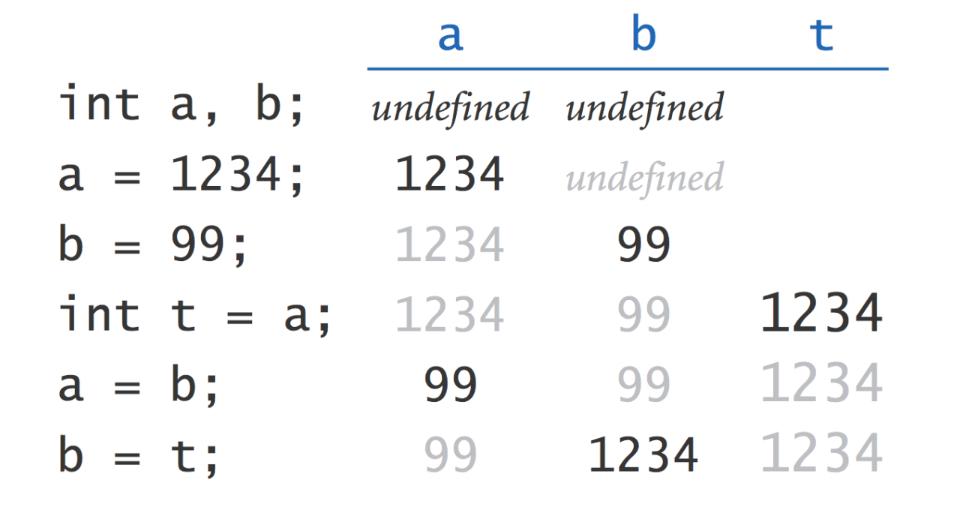 a b t
int a, b; undefined undefined
a = 1234; 1234 undefined
b = 99; 1234 99
int t = a; 1234 99 1234
a = b; 99 99 1234
b = t; 99 1234 1234